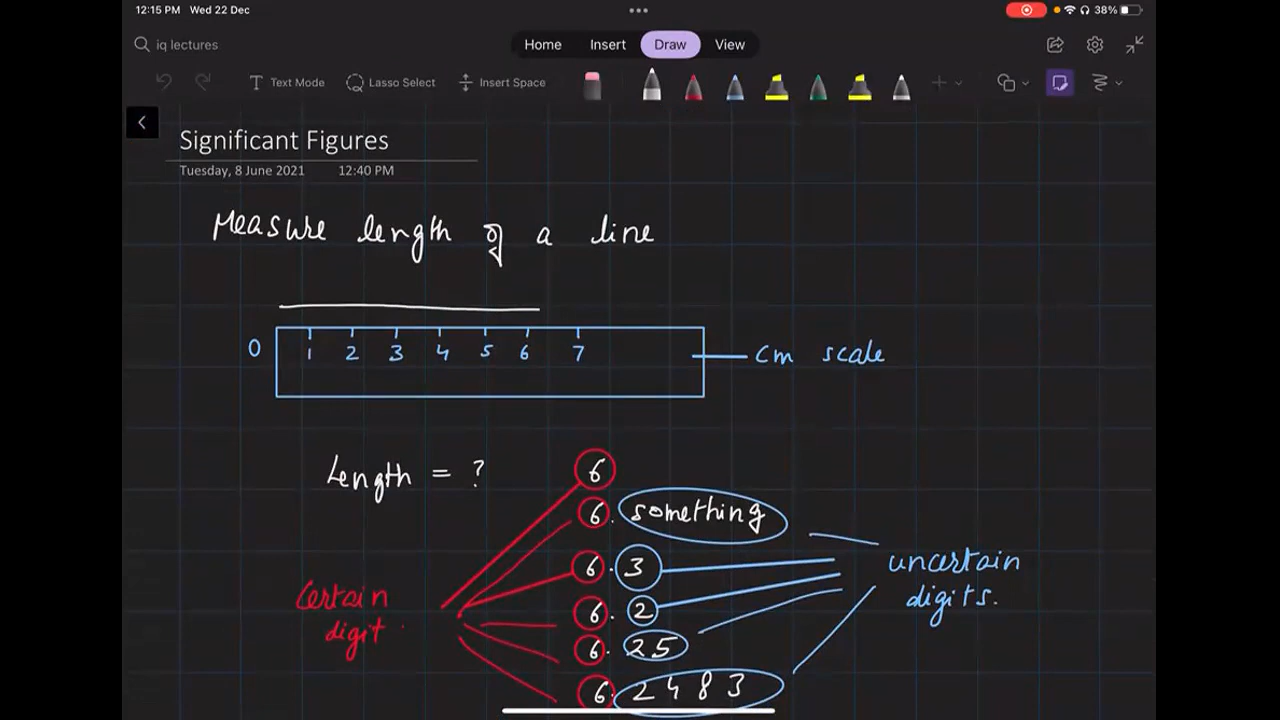 12:15 PM Wed 22 Dec
38%
iq lectures
Home Insert Draw View
Text Mode Lasso Select Insert Space
Significant Figures
Tuesday, 8 June 2021 12:40 PM
Measure length of a line
0 1 2 3 4 5 6 7 cm scale
Length = ? 6
6. something
6.3
6.2
6.25
6.2483
Certain
digit
uncertain
digits.